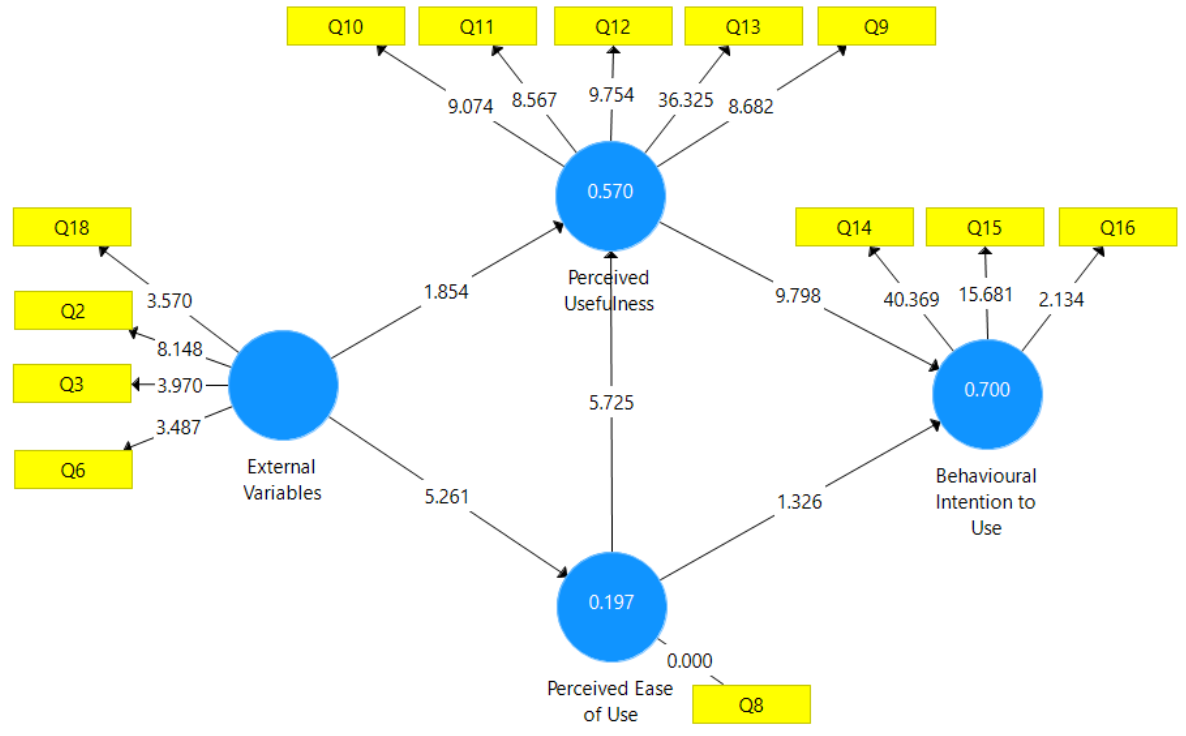 Q10
Q11
Q12
Q13
Q9
9.074
8.567
9.754
36.325
8.682
0.570
Perceived
Usefulness
Q18
Q2
Q3
Q6
3.570
8.148
3.970
3.487
External
Variables
1.854
5.261
5.725
9.798
1.326
Q14
Q15
Q16
40.369
15.681
2.134
0.700
Behavioural
Intention to
Use
0.197
Perceived Ease
of Use
0.000
Q8